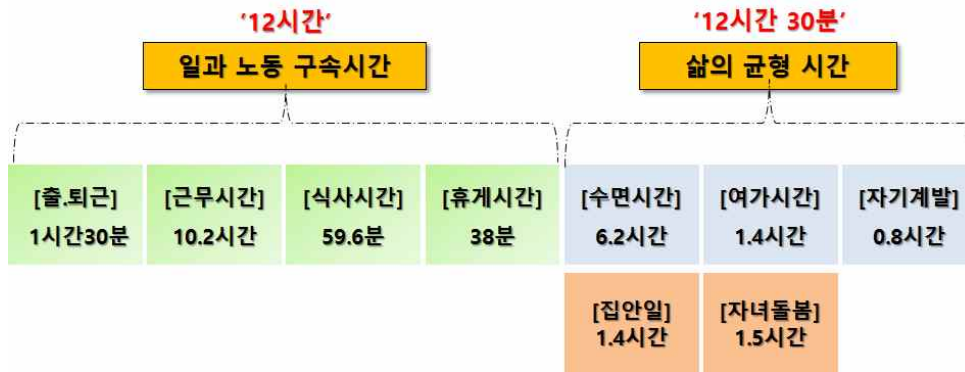 '12시간'
'12시간 30분'
일과 노동 구속시간
삶의 균형 시간
[출.퇴근]
1시간30분
[근무시간]
10.2시간
[식사시간]
59.6분
[휴게시간]
38분
[수면시간]
6.2시간
[여가시간]
1.4시간
[자기계발]
0.8시간
[집안일]
1.4시간
[자녀돌봄]
1.5시간